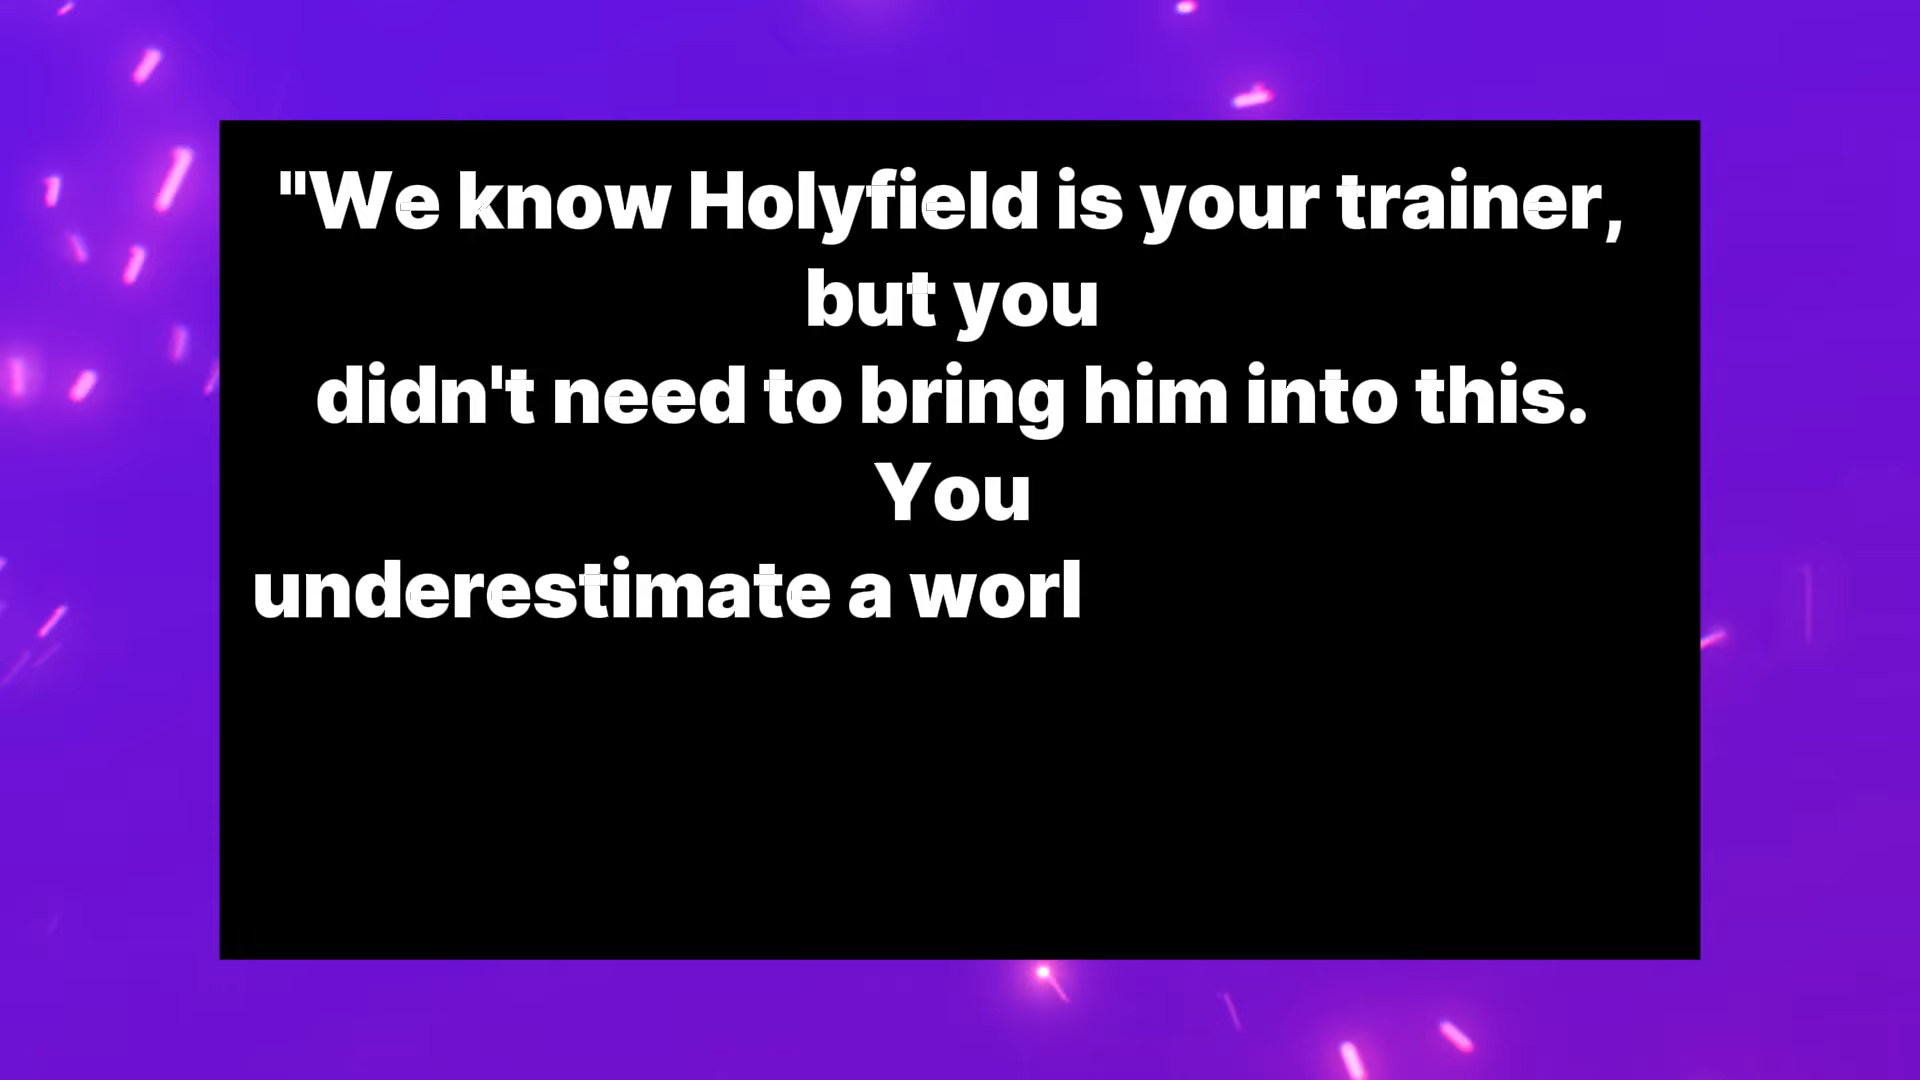 "We know Holyfield is your trainer,
but you
didn't need to bring him into this.
You
underestimate a worl